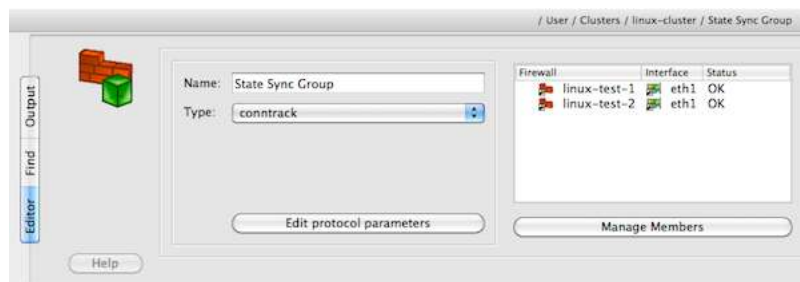 / User / Clusters / linux-cluster / State Sync Group
Output
Find
Editor
Name: State Sync Group
Type: conntrack
Edit protocol parameters
Help
Firewall Interface Status
linux-test-1 eth1 OK
linux-test-2 eth1 OK
Manage Members